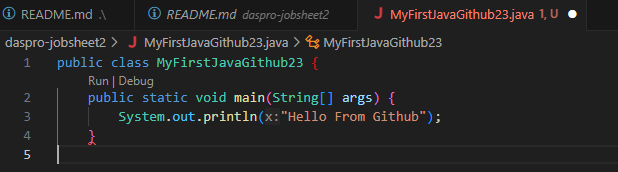 README.md .\ README.md daspro-jobsheet2 J MyFirstJavaGithub23.java 1, U
daspro-jobsheet2 > J MyFirstJavaGithub23.java > MyFirstJavaGithub23
1 public class MyFirstJavaGithub23 {
Run | Debug
2 public static void main(String[] args) {
3 System.out.println(x:"Hello From Github");
4 }
5